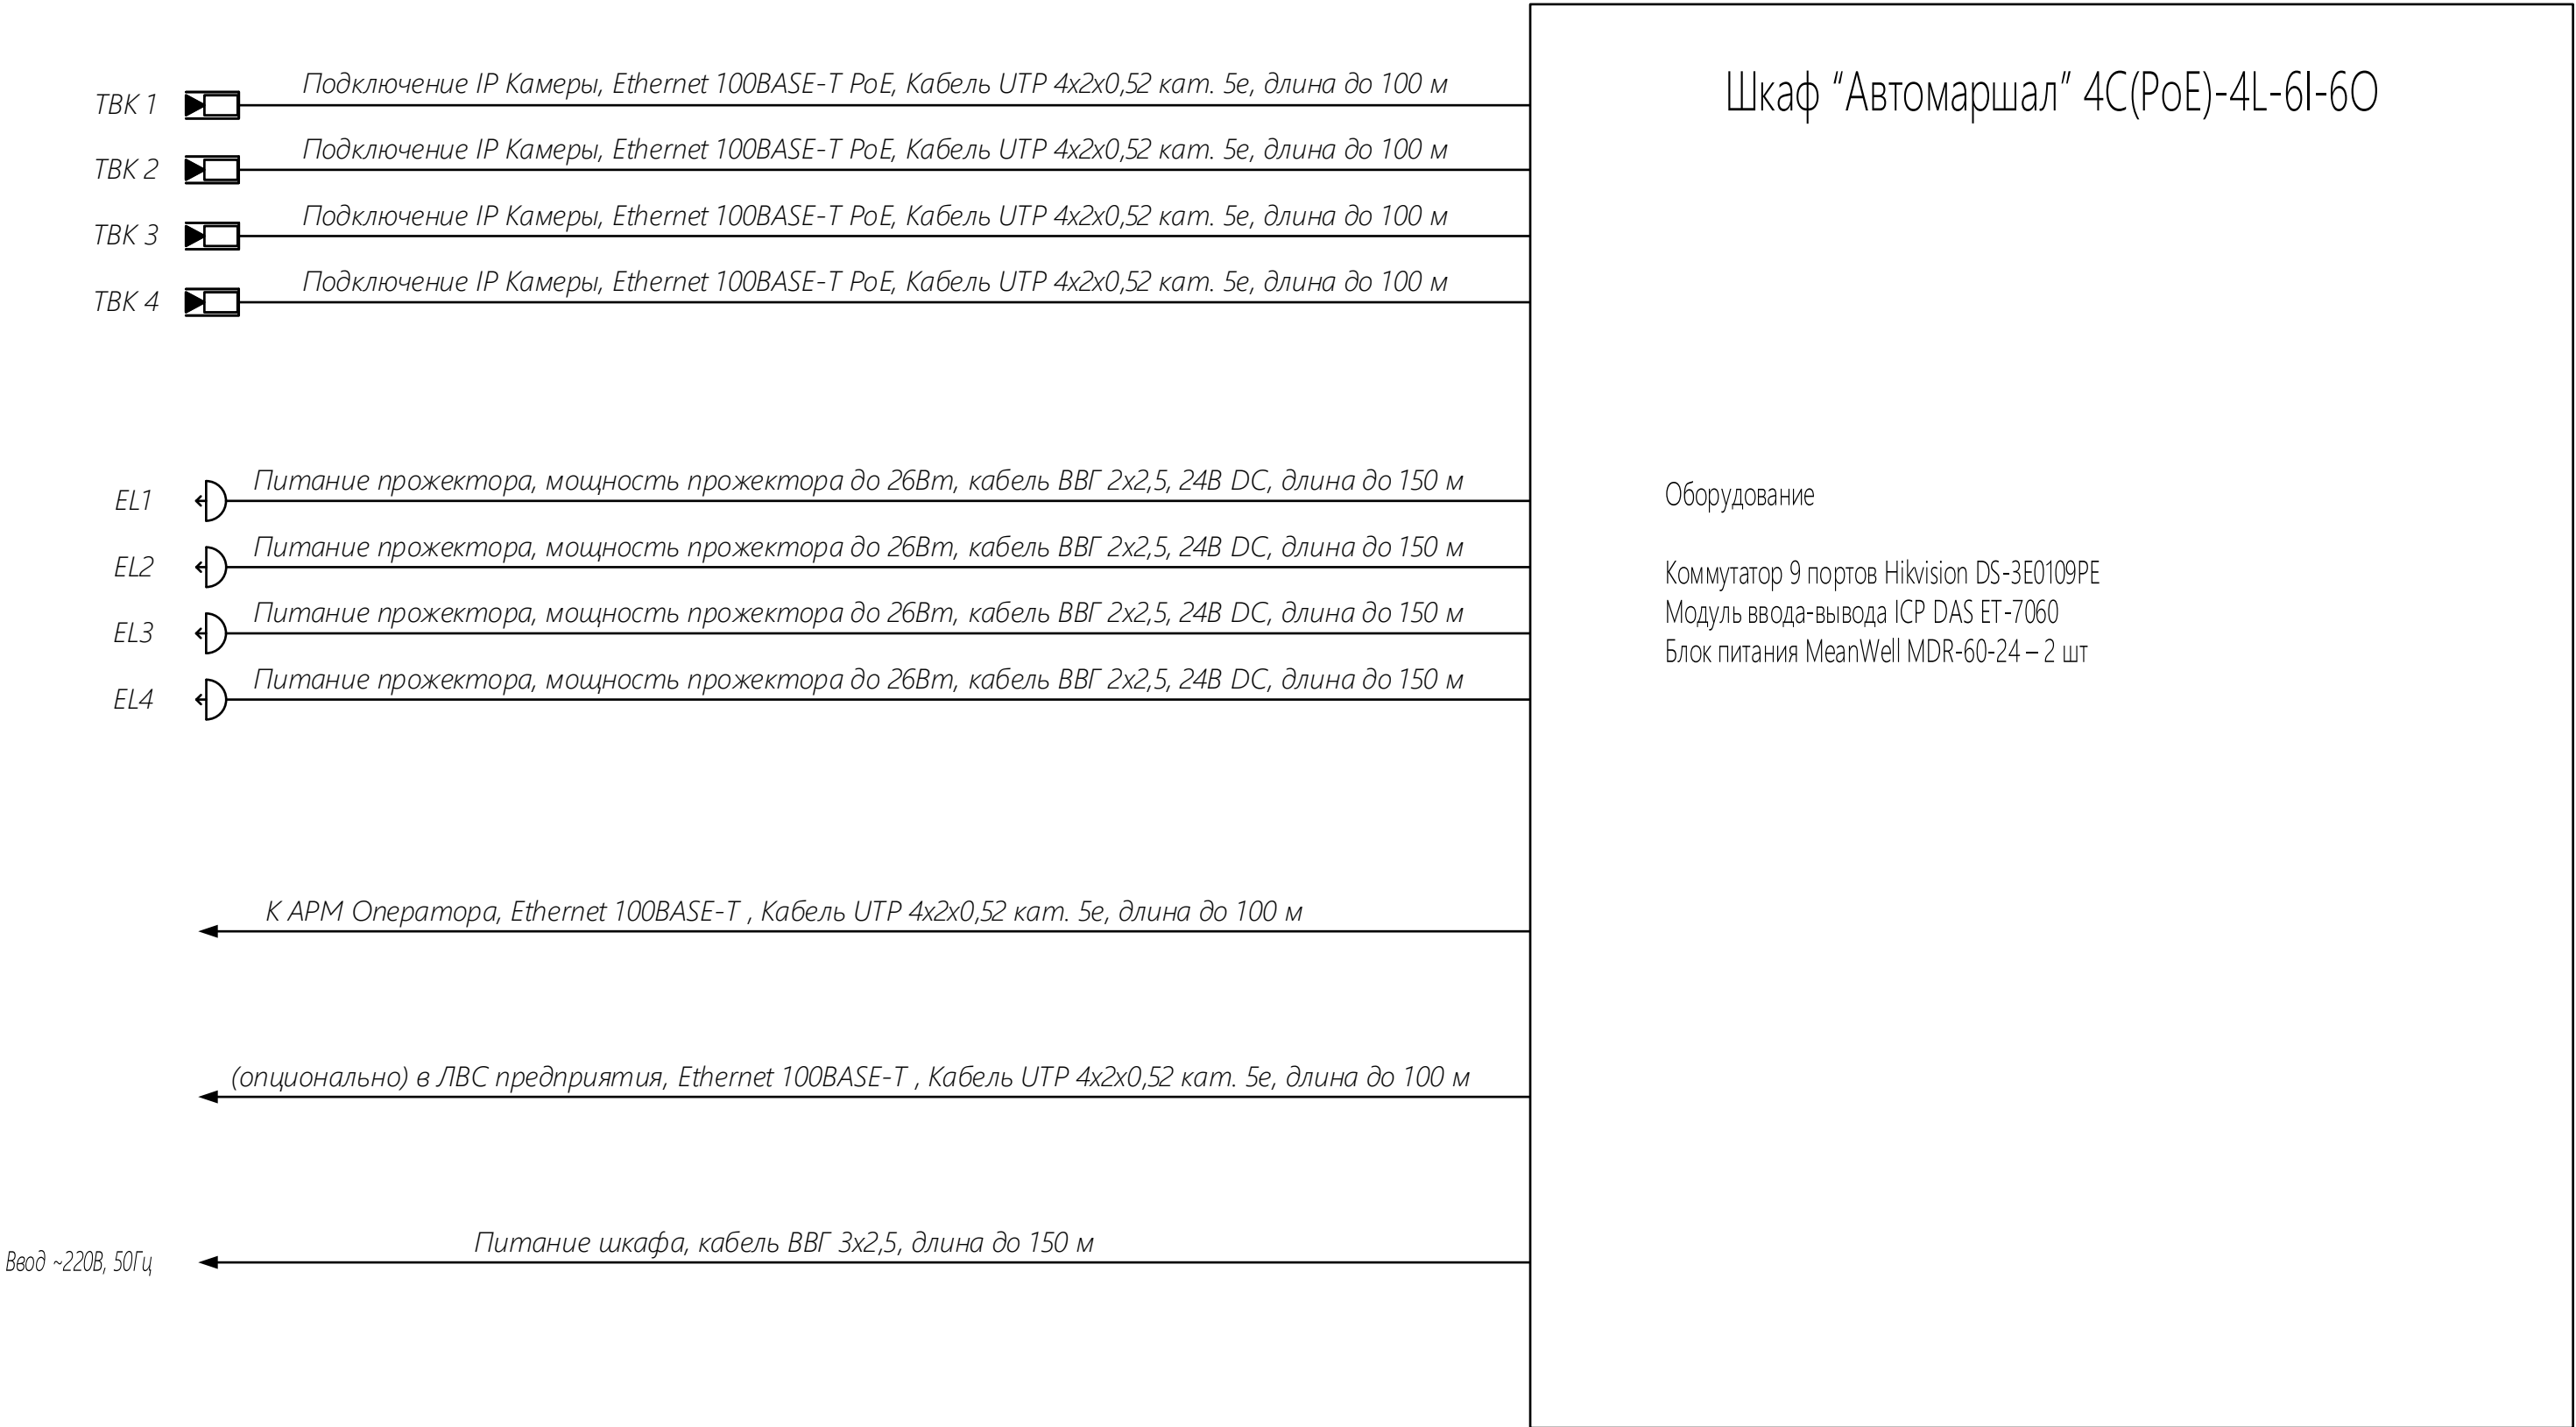 Шкаф “Автомаршал” 4C(PoE)-4L-6I-6O
ТВК 1
Подключение IP Камеры, Ethernet 100BASE-T PoE, Кабель UTP 4x2x0,52 кат. 5е, длина до 100 м
ТВК 2
Подключение IP Камеры, Ethernet 100BASE-T PoE, Кабель UTP 4x2x0,52 кат. 5е, длина до 100 м
ТВК 3
Подключение IP Камеры, Ethernet 100BASE-T PoE, Кабель UTP 4x2x0,52 кат. 5е, длина до 100 м
ТВК 4
Подключение IP Камеры, Ethernet 100BASE-T PoE, Кабель UTP 4x2x0,52 кат. 5е, длина до 100 м
EL1
Питание прожектора, мощность прожектора до 26Вт, кабель ВВГ 2x2,5, 24В DC, длина до 150 м
EL2
Питание прожектора, мощность прожектора до 26Вт, кабель ВВГ 2x2,5, 24В DC, длина до 150 м
EL3
Питание прожектора, мощность прожектора до 26Вт, кабель ВВГ 2x2,5, 24В DC, длина до 150 м
EL4
Питание прожектора, мощность прожектора до 26Вт, кабель ВВГ 2x2,5, 24В DC, длина до 150 м
Оборудование
Коммутатор 9 портов Hikvision DS-3E0109PE
Модуль ввода-вывода ICP DAS ET-7060
Блок питания MeanWell MDR-60-24 – 2 шт
К АРМ Оператора, Ethernet 100BASE-T , Кабель UTP 4x2x0,52 кат. 5е, длина до 100 м
(опционально) в ЛВС предприятия, Ethernet 100BASE-T , Кабель UTP 4x2x0,52 кат. 5е, длина до 100 м
Ввод ~220В, 50Гц
Питание шкафа, кабель ВВГ 3x2,5, длина до 150 м